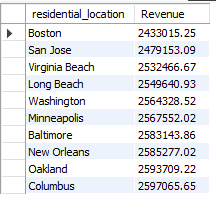 residential_location Revenue
Boston 2433015.25
San Jose 2479153.09
Virginia Beach 2532466.67
Long Beach 2549640.93
Washington 2564328.52
Minneapolis 2567552.02
Baltimore 2583143.86
New Orleans 2585277.02
Oakland 2593709.22
Columbus 2597065.65